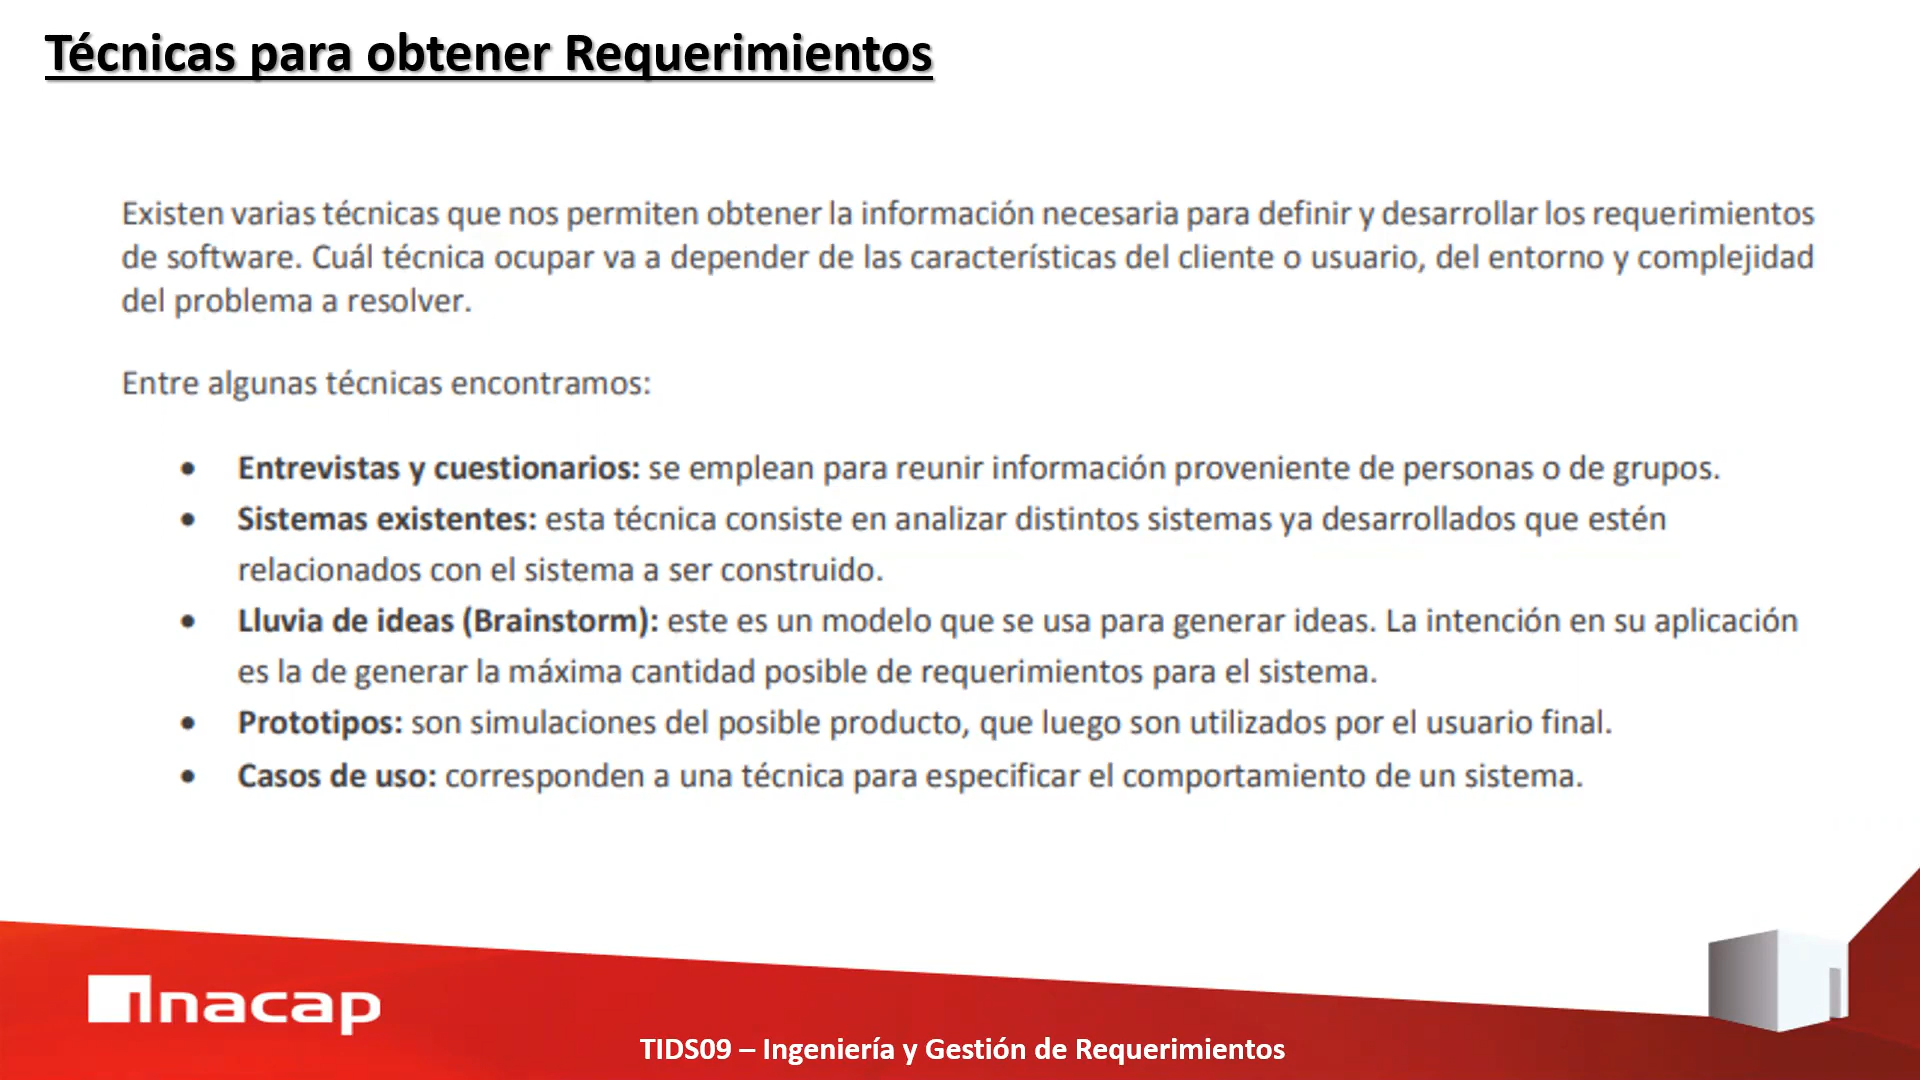 Técnicas para obtener Requerimientos
Existen varias técnicas que nos permiten obtener la información necesaria para definir y desarrollar los requerimientos
de software. Cuál técnica ocupar va a depender de las características del cliente o usuario, del entorno y complejidad
del problema a resolver.
Entre algunas técnicas encontramos:
• Entrevistas y cuestionarios: se emplean para reunir información proveniente de personas o de grupos.
• Sistemas existentes: esta técnica consiste en analizar distintos sistemas ya desarrollados que estén
relacionados con el sistema a ser construido.
• Lluvia de ideas (Brainstorm): este es un modelo que se usa para generar ideas. La intención en su aplicación
es la de generar la máxima cantidad posible de requerimientos para el sistema.
• Prototipos: son simulaciones del posible producto, que luego son utilizados por el usuario final.
• Casos de uso: corresponden a una técnica para especificar el comportamiento de un sistema.
Inacap
TIDS09 – Ingeniería y Gestión de Requerimientos